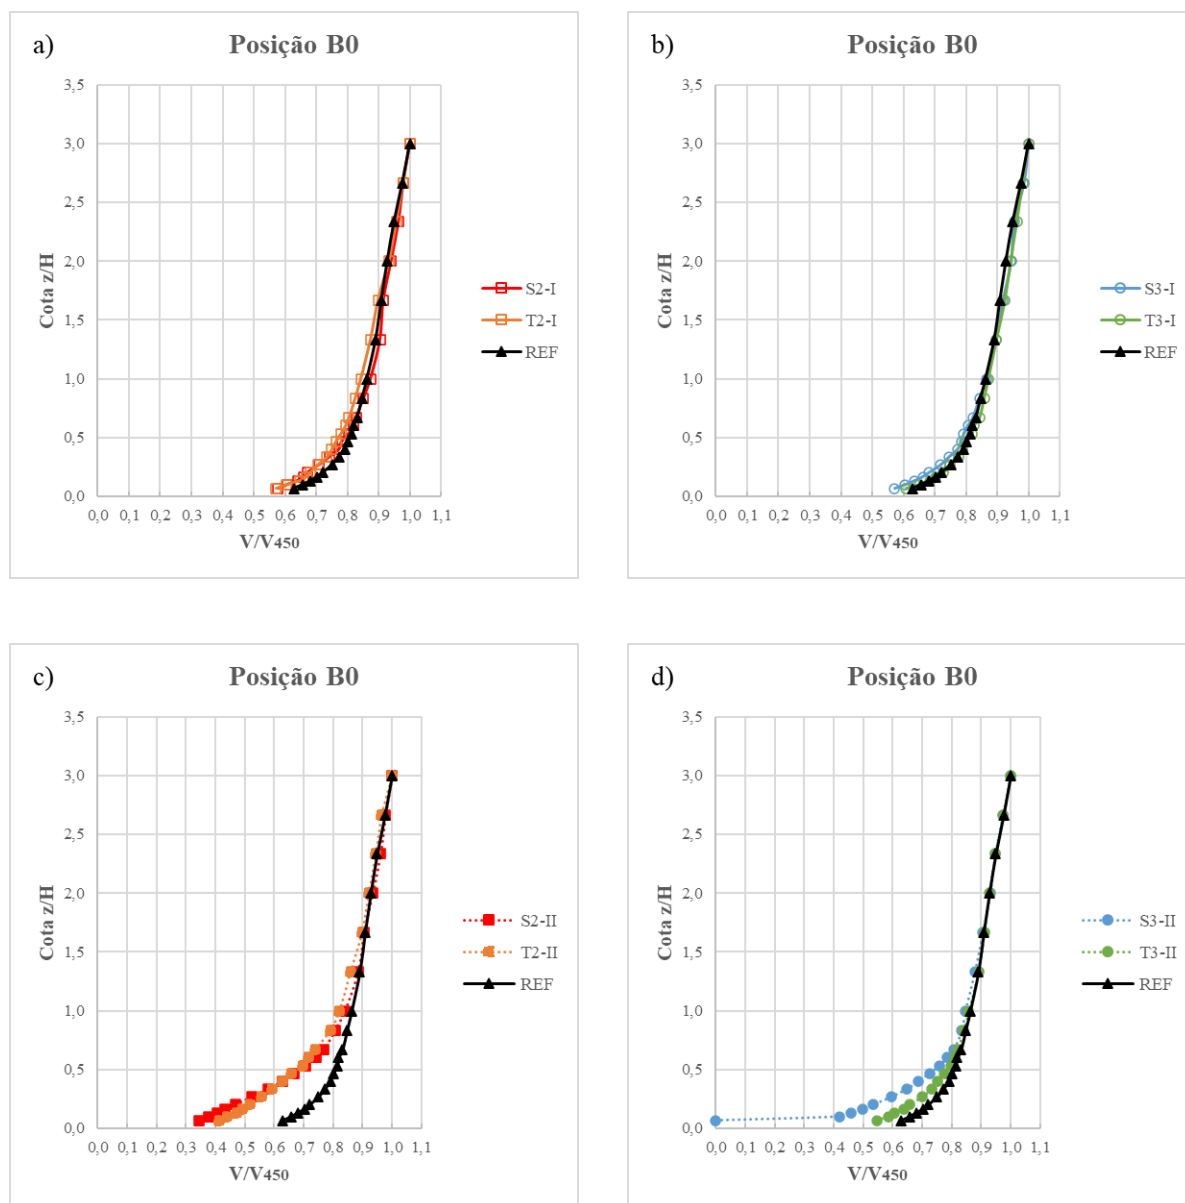 a)
Posição B0
3,5
3,0
2,5
2,0
1,5
1,0
0,5
0,0
Cota z/H
0,0 0,1 0,2 0,3 0,4 0,5 0,6 0,7 0,8 0,9 1,0 1,1
V/V450
S2-I
T2-I
REF
b)
Posição B0
3,5
3,0
2,5
2,0
1,5
1,0
0,5
0,0
Cota z/H
0,0 0,1 0,2 0,3 0,4 0,5 0,6 0,7 0,8 0,9 1,0 1,1
V/V450
S3-I
T3-I
REF
c)
Posição B0
3,5
3,0
2,5
2,0
1,5
1,0
0,5
0,0
Cota z/H
0,0 0,1 0,2 0,3 0,4 0,5 0,6 0,7 0,8 0,9 1,0 1,1
V/V450
S2-II
T2-II
REF
d)
Posição B0
3,5
3,0
2,5
2,0
1,5
1,0
0,5
0,0
Cota z/H
0,0 0,1 0,2 0,3 0,4 0,5 0,6 0,7 0,8 0,9 1,0 1,1
V/V450
S3-II
T3-II
REF